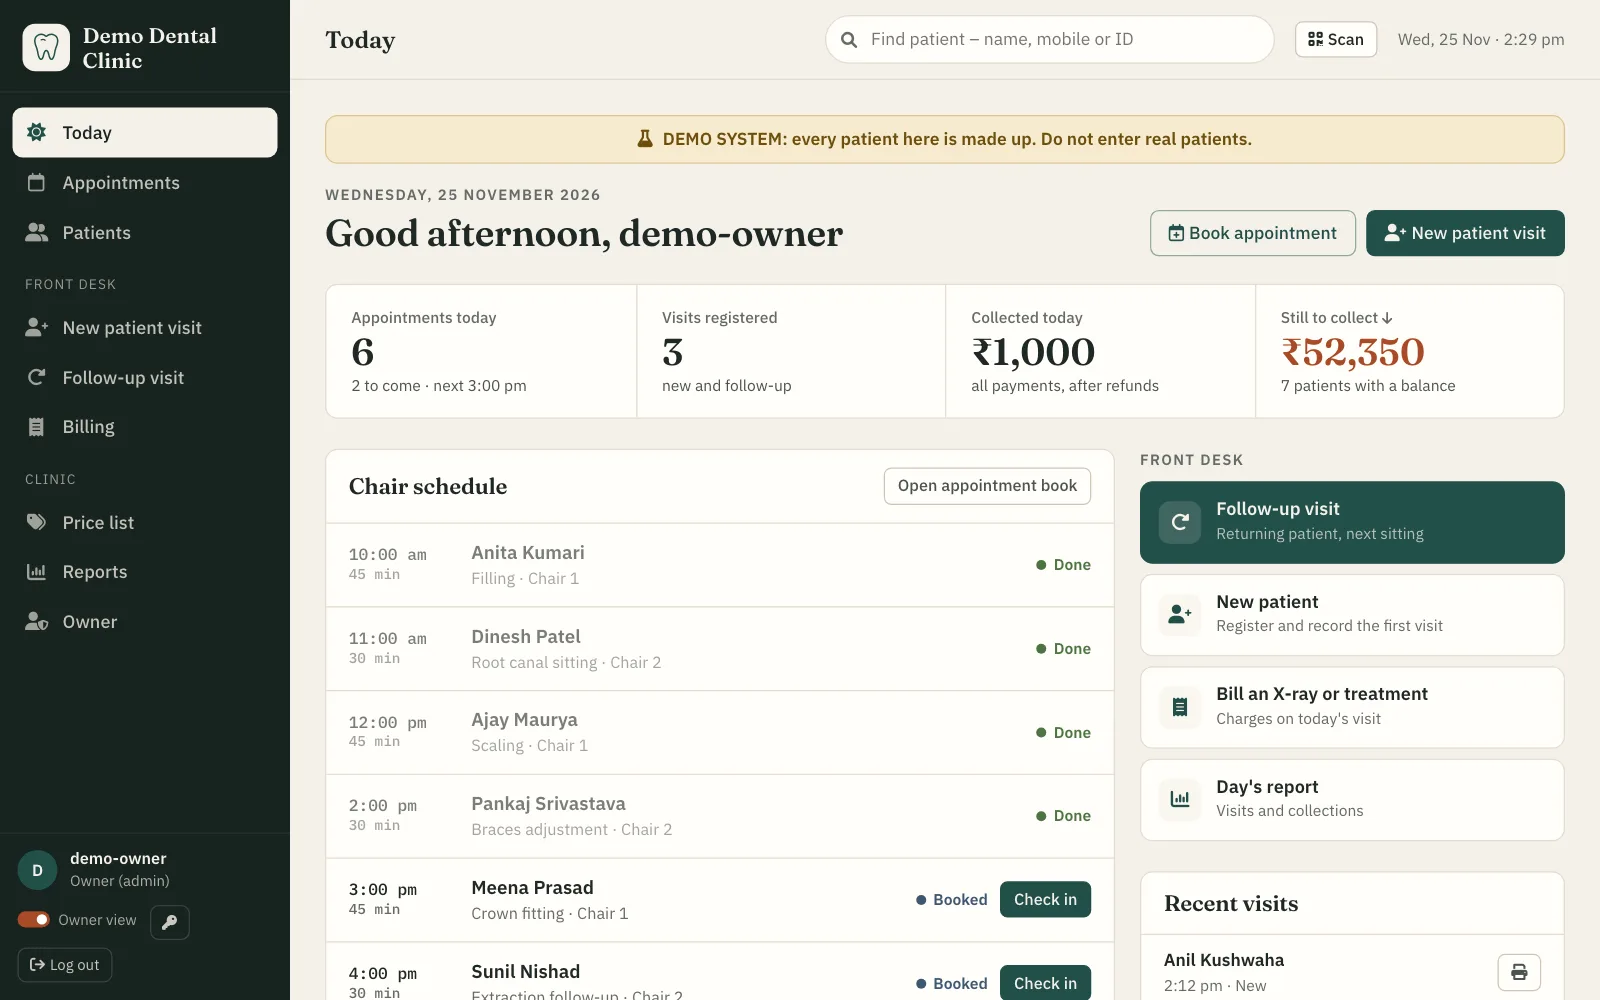 Demo Dental
Clinic
Today
Appointments
Patients
FRONT DESK
New patient visit
Follow-up visit
Billing
CLINIC
Price list
Reports
Owner
D
demo-owner
Owner (admin)
Owner view
Log out
Today
Find patient – name, mobile or ID
Scan
Wed, 25 Nov · 2:29 pm
DEMO SYSTEM: every patient here is made up. Do not enter real patients.
WEDNESDAY, 25 NOVEMBER 2026
Good afternoon, demo-owner
Book appointment
New patient visit
Appointments today
6
2 to come · next 3:00 pm
Visits registered
3
new and follow-up
Collected today
₹1,000
all payments, after refunds
Still to collect ↓
₹52,350
7 patients with a balance
Chair schedule
Open appointment book
10:00 am
45 min
Anita Kumari
Filling · Chair 1
Done
11:00 am
30 min
Dinesh Patel
Root canal sitting · Chair 2
Done
12:00 pm
45 min
Ajay Maurya
Scaling · Chair 1
Done
2:00 pm
30 min
Pankaj Srivastava
Braces adjustment · Chair 2
Done
3:00 pm
45 min
Meena Prasad
Crown fitting · Chair 1
Booked
Check in
4:00 pm
30 min
Sunil Nishad
Extraction follow-up · Chair 2
Booked
Check in
FRONT DESK
Follow-up visit
Returning patient, next sitting
New patient
Register and record the first visit
Bill an X-ray or treatment
Charges on today's visit
Day's report
Visits and collections
Recent visits
Anil Kushwaha
2:12 pm · New